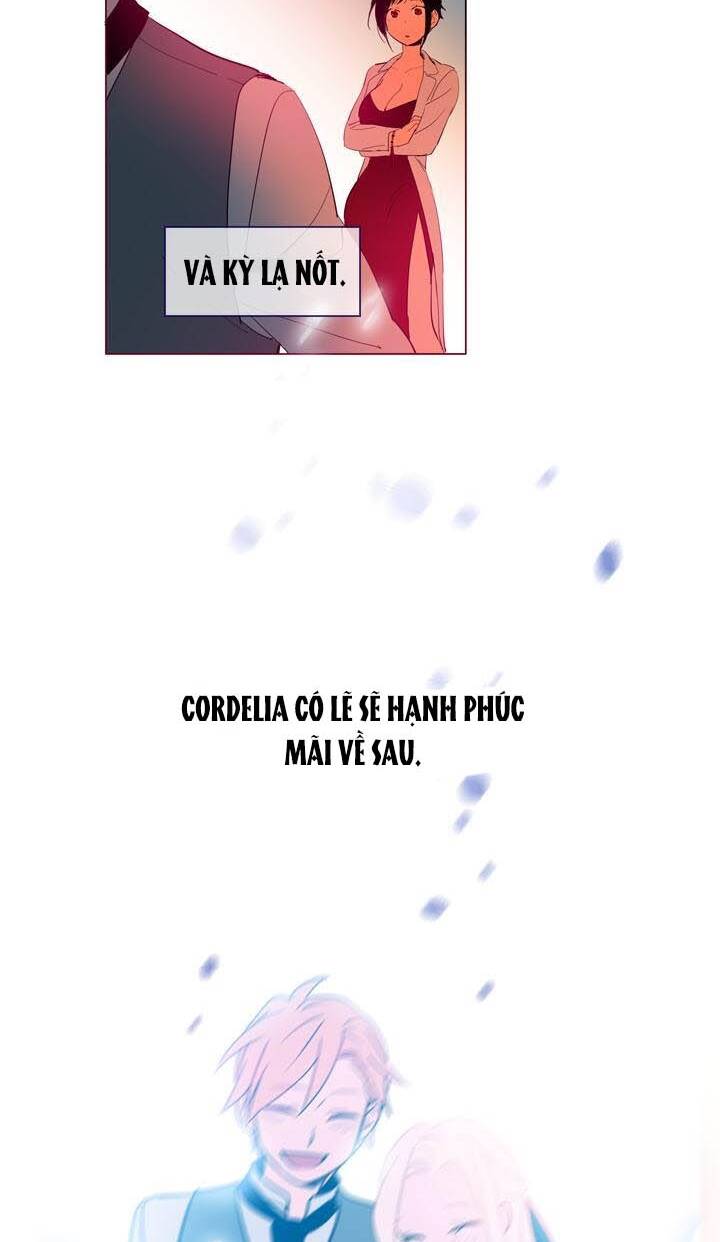 VÀ KỲ LẠ NỐT.
CORDELIA CÓ LẼ SẼ HẠNH PHÚC
MÃI VỀ SAU.